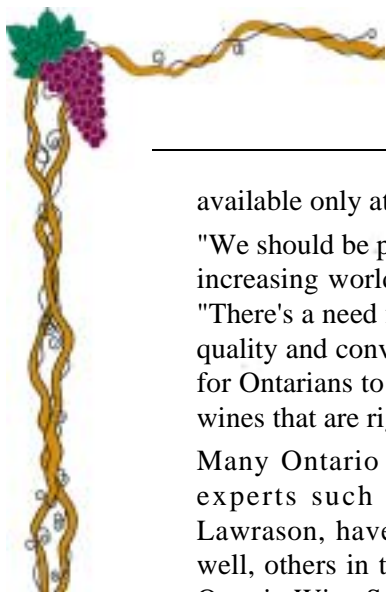 available only at
"We should be p
increasing world
"There's a need
quality and conv
for Ontarians to
wines that are ri
Many Ontario
experts such
Lawrason, have
well, others in t